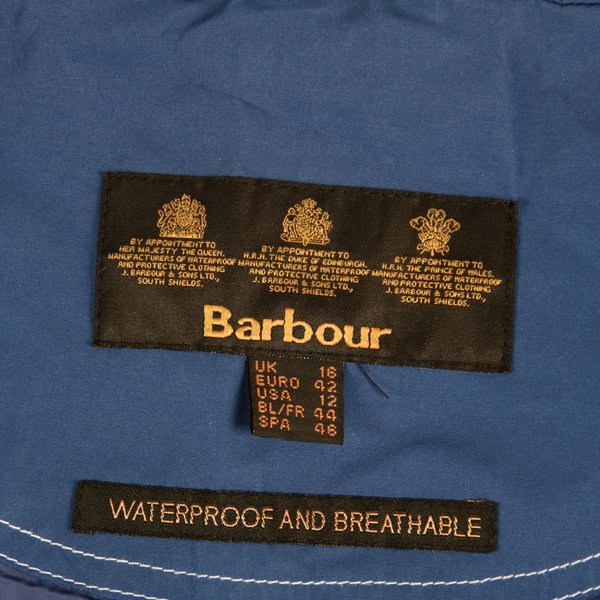 BY APPOINTMENT TO
HER MAJESTY THE QUEEN,
MANUFACTURERS OF WATERPROOF
AND PROTECTIVE CLOTHING
J. BARBOUR & SONS LTD.,
SOUTH SHIELDS.
BY APPOINTMENT TO
H.R.H. THE DUKE OF EDINBURGH,
MANUFACTURERS OF WATERPROOF
AND PROTECTIVE CLOTHING
J. BARBOUR & SONS LTD.,
SOUTH SHIELDS.
BY APPOINTMENT TO
H.R.H. THE PRINCE OF WALES,
MANUFACTURERS OF WATERPROOF
AND PROTECTIVE CLOTHING
J. BARBOUR & SONS LTD.,
SOUTH SHIELDS.
Barbour
UK 16
EURO 42
USA 12
BL/FR 44
SPA 46
WATERPROOF AND BREATHABLE